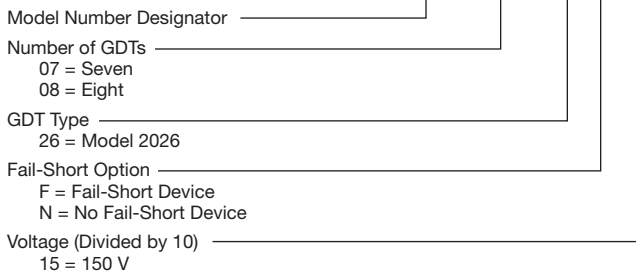 Model Number Designator
Number of GDTs
07 = Seven
08 = Eight
GDT Type
26 = Model 2026
Fail-Short Option
F = Fail-Short Device
N = No Fail-Short Device
Voltage (Divided by 10)
15 = 150 V